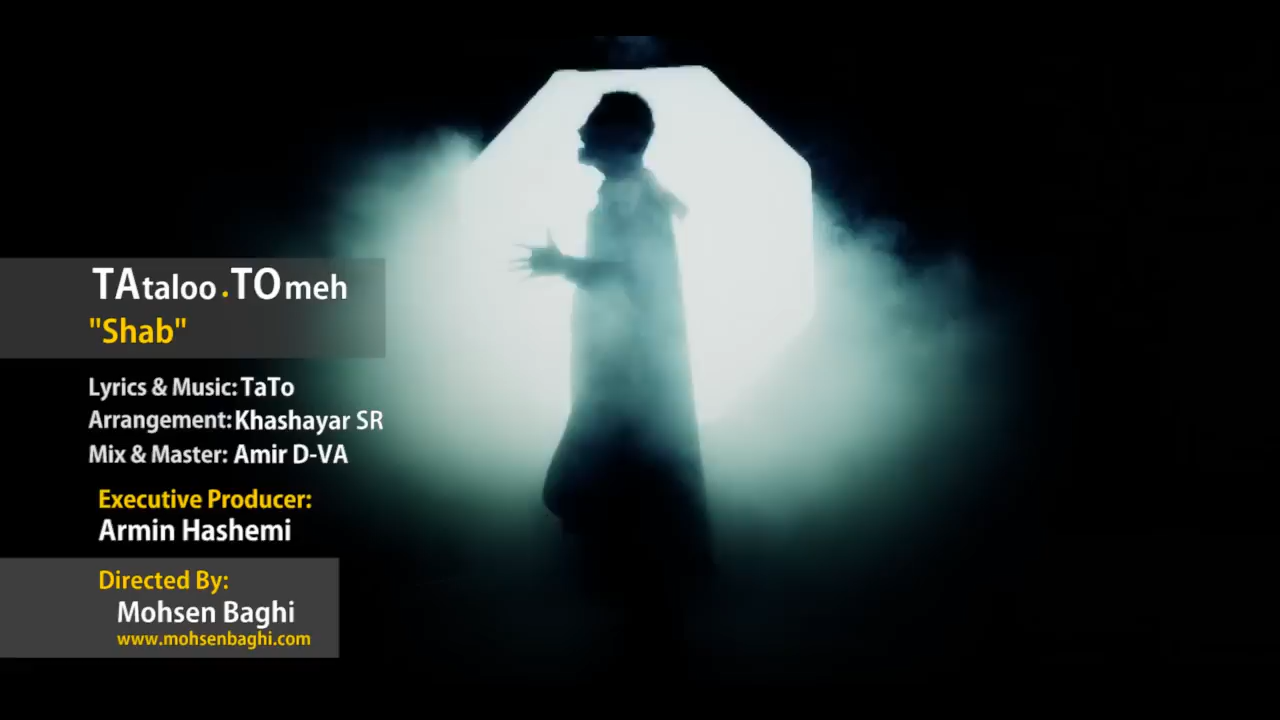 TAtaloo.TOmeh
"Shab"
Lyrics & Music: TaTo
Arrangement: Khashayar SR
Mix & Master: Amir D-VA
Executive Producer:
Armin Hashemi
Directed By:
Mohsen Baghi
www.mohsenbaghi.com